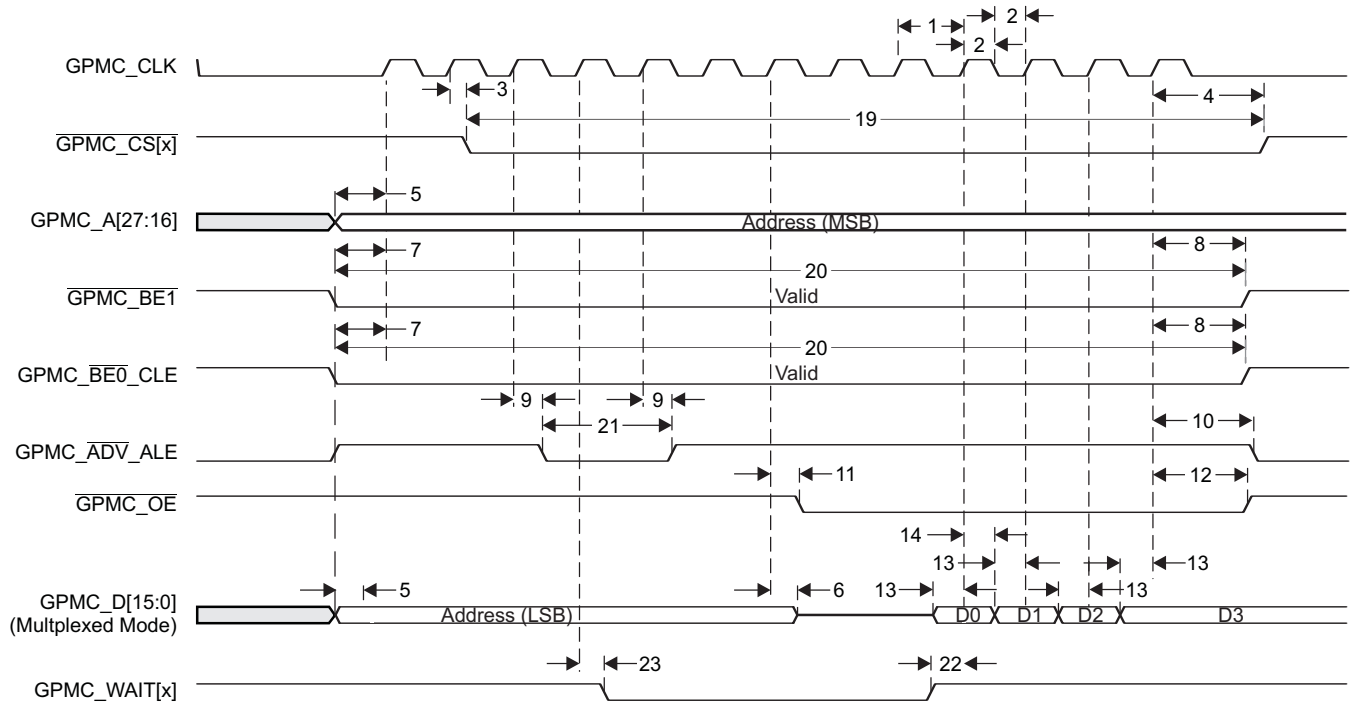 1
2
2
GPMC_CLK
3
4
19
GPMC_CS[x]
5
GPMC_A[27:16]
Address (MSB)
7
8
20
GPMC_BE1
Valid
7
8
20
GPMC_BE0_CLE
Valid
9
9
21
10
GPMC_ADV_ALE
11
12
GPMC_OE
14
13
13
5
6
13
13
GPMC_D[15:0]
(Multplexed Mode)
Address (LSB)
D0
D1
D2
D3
23
22
GPMC_WAIT[x]